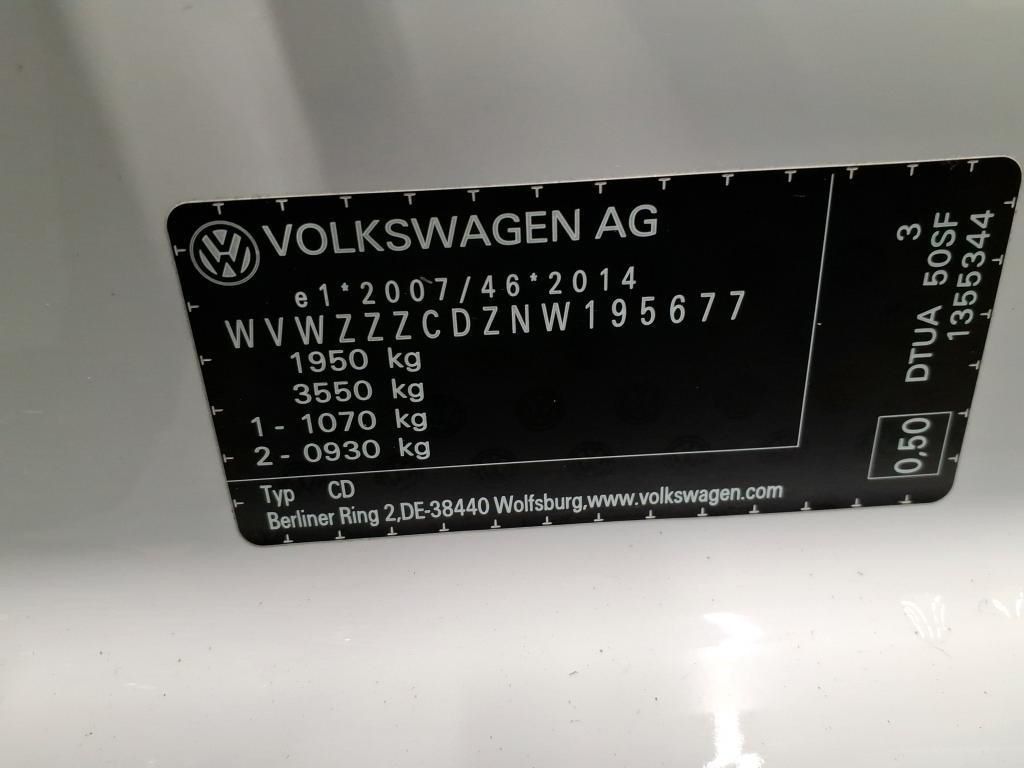 VOLKSWAGEN AG
e1*2007/46*2014
WVWZZZCDZNW195677
1950 kg
3550 kg
1 - 1070 kg
2 - 0930 kg
Typ CD
Berliner Ring 2,DE-38440 Wolfsburg,www.volkswagen.com
3
DTUA 50SF
1355344
0,50